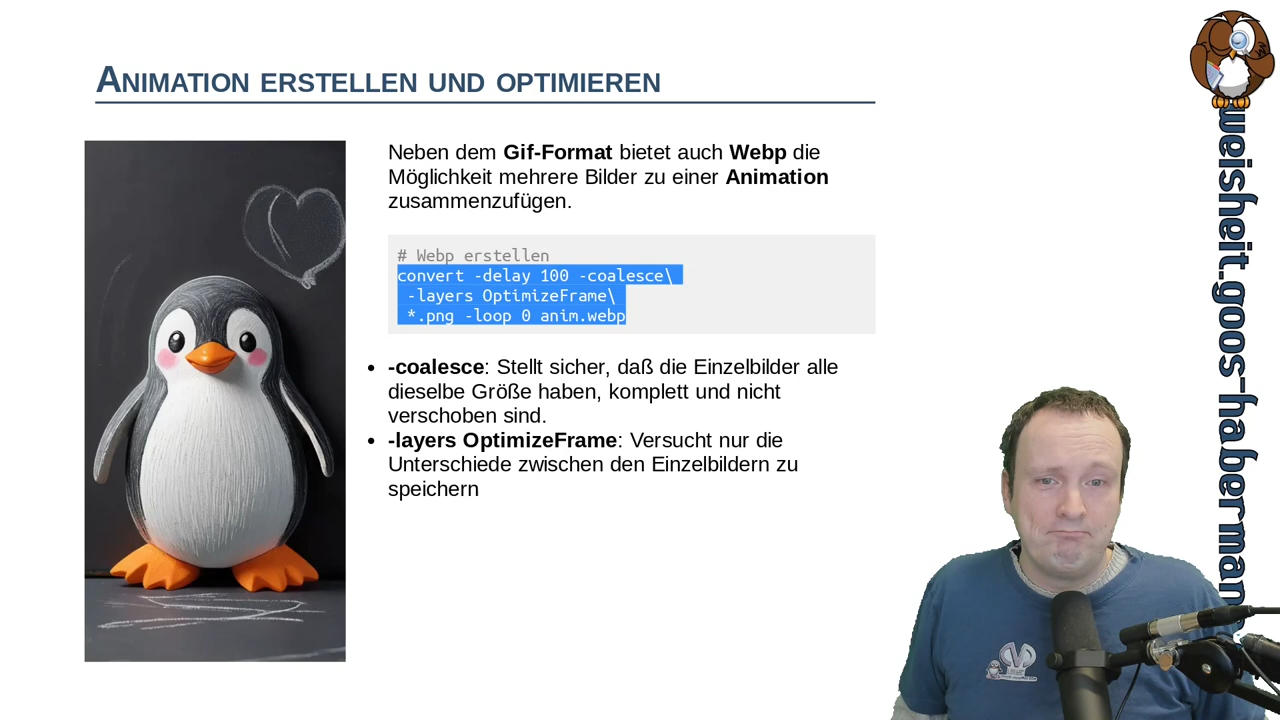 Animation erstellen und optimieren
Neben dem Gif-Format bietet auch Webp die
Möglichkeit mehrere Bilder zu einer Animation
zusammenzufügen.
# Webp erstellen
convert -delay 100 -coalesce\
-layers OptimizeFrame\
*.png -loop 0 anim.webp
• -coalesce: Stellt sicher, daß die Einzelbilder alle
dieselbe Größe haben, komplett und nicht
verschoben sind.
• -layers OptimizeFrame: Versucht nur die
Unterschiede zwischen den Einzelbildern zu
speichern
weisheit.goos-haberman